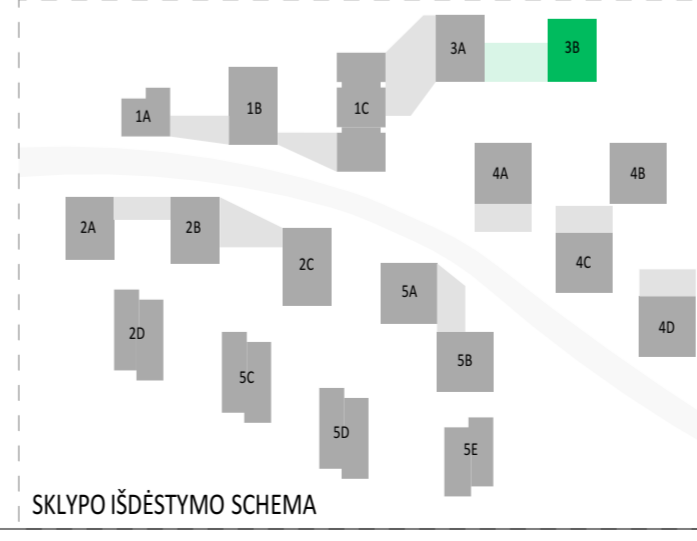 3A
3B
1A
1B
1C
4A
4B
2A
2B
2C
4C
5A
4D
2D
5B
5C
5D
5E
SKLYPO IŠDĖSTYMO SCHEMA